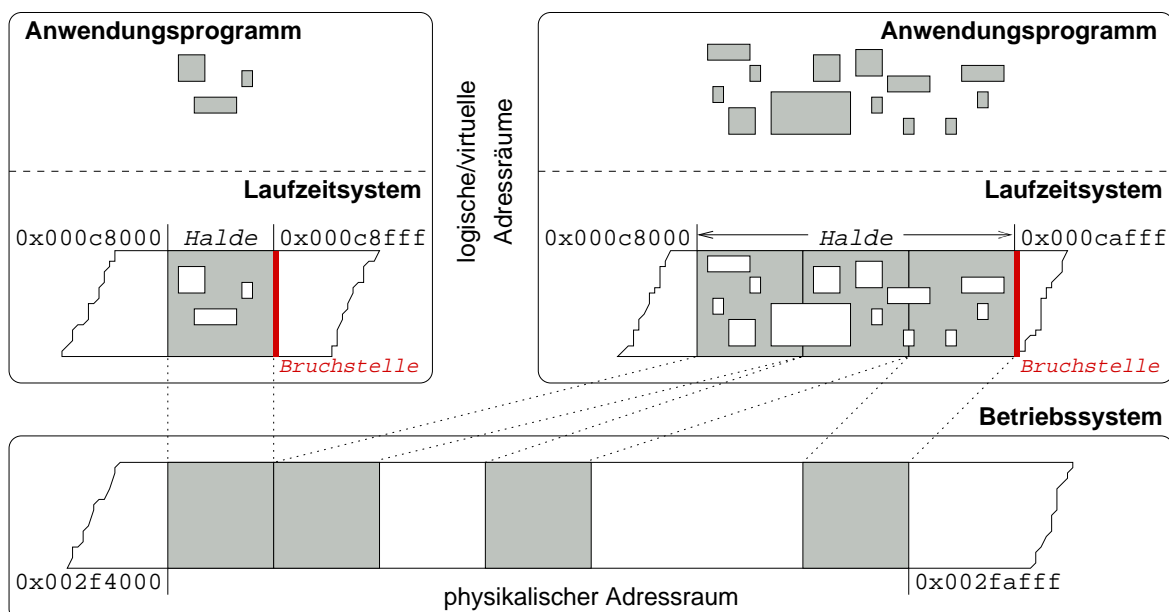 Anwendungsprogramm
Laufzeitsystem
0x000c8000
Halde
0x000c8fff
Bruchstelle
logische/virtuelle
Adressräume
Anwendungsprogramm
Laufzeitsystem
0x000c8000
Halde
0x000cafff
Bruchstelle
Betriebssystem
0x002f4000
physikalischer Adressraum
0x002fafff